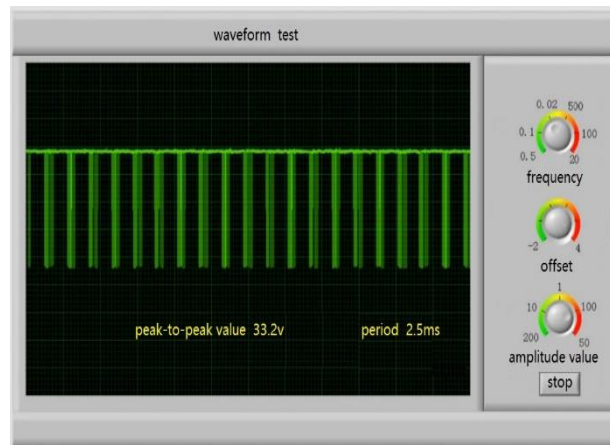 waveform test
0.02 500
0.1 100
0.5 20
frequency
-2 4
offset
1
10 100
200 50
amplitude value
stop
peak-to-peak value 33.2v period 2.5ms